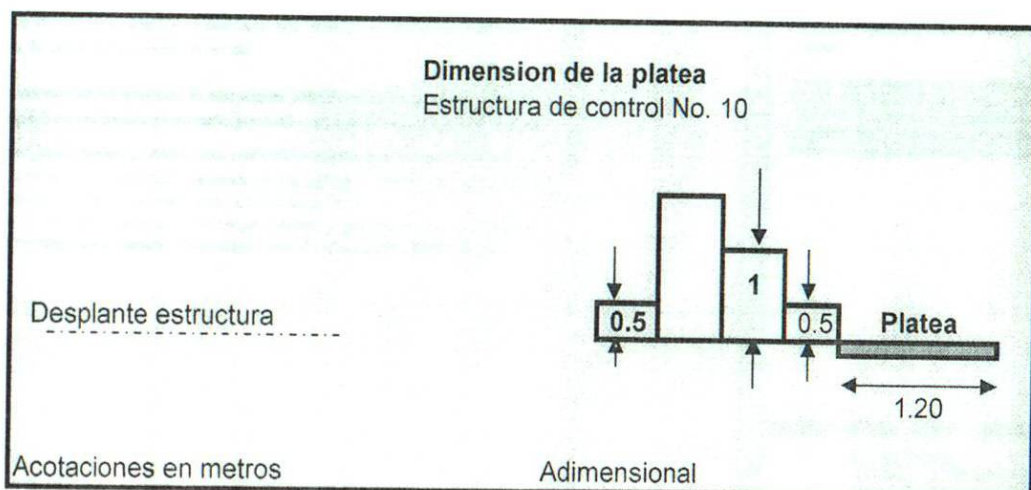 Dimension de la platea
Estructura de control No. 10
1
Desplante estructura
0.5
0.5
Platea
1.20
Acotaciones en metros
Adimensional